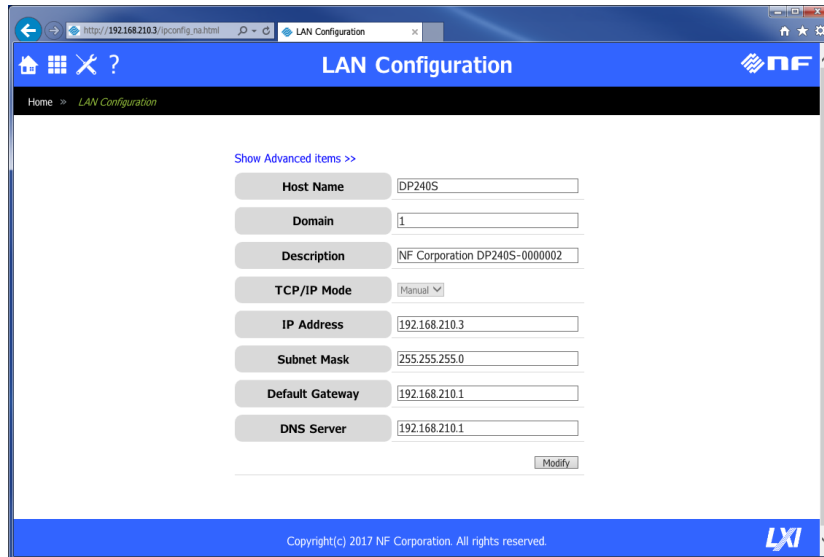 http://192.168.210.3/ipconfig_na.html
LAN Configuration
?
LAN Configuration
nF
Home » LAN Configuration
Show Advanced items >>
Host Name DP240S
Domain 1
Description NF Corporation DP240S-0000002
TCP/IP Mode Manual
IP Address 192.168.210.3
Subnet Mask 255.255.255.0
Default Gateway 192.168.210.1
DNS Server 192.168.210.1
Modify
Copyright(c) 2017 NF Corporation. All rights reserved.
LXI